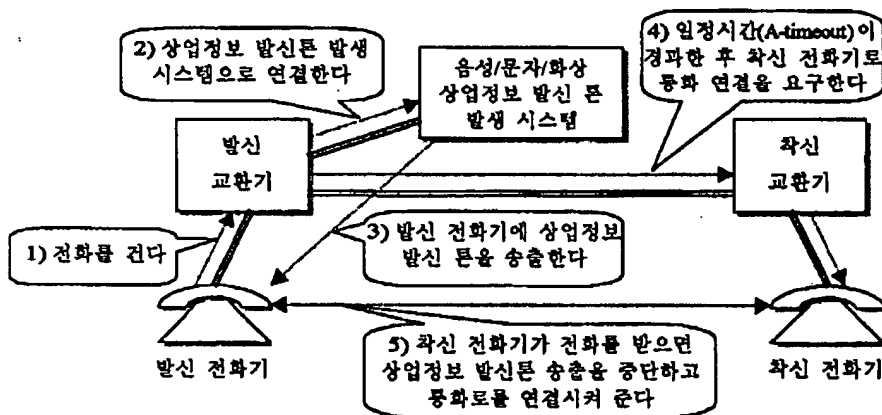 2) 상업정보 발신톤 발생
시스템으로 연결한다
음성/문자/화상
상업정보 발신 톤
발생 시스템
4) 일정시간(A-timeout)이
경과한 후 착신 전화기로
통화 연결을 요구한다
발신
교환기
착신
교환기
1) 전화를 건다
3) 발신 전화기에 상업정보
발신 톤을 송출한다
발신 전화기
5) 착신 전화기가 전화를 받으면
상업정보 발신톤 송출을 중단하고
통화로를 연결시켜 준다
착신 전화기